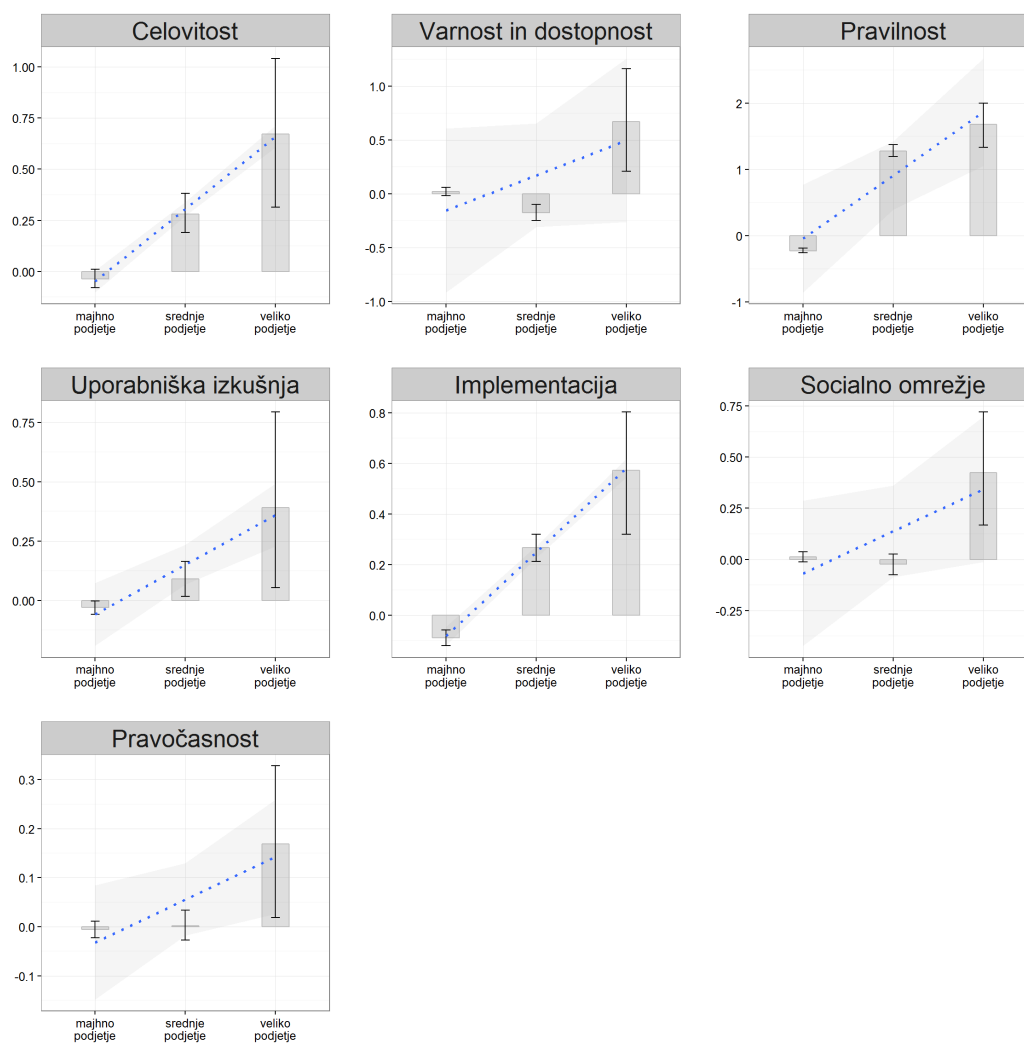 Celovitost
1.00
0.75
0.50
0.25
0.00
majhno
podjetje
srednje
podjetje
veliko
podjetje
Varnost in dostopnost
1.0
0.5
0.0
-0.5
-1.0
majhno
podjetje
srednje
podjetje
veliko
podjetje
Pravilnost
2
1
0
-1
majhno
podjetje
srednje
podjetje
veliko
podjetje
Uporabniška izkušnja
0.75
0.50
0.25
0.00
majhno
podjetje
srednje
podjetje
veliko
podjetje
Implementacija
0.8
0.6
0.4
0.2
0.0
majhno
podjetje
srednje
podjetje
veliko
podjetje
Socialno omrežje
0.75
0.50
0.25
0.00
-0.25
majhno
podjetje
srednje
podjetje
veliko
podjetje
Pravočasnost
0.3
0.2
0.1
0.0
-0.1
majhno
podjetje
srednje
podjetje
veliko
podjetje